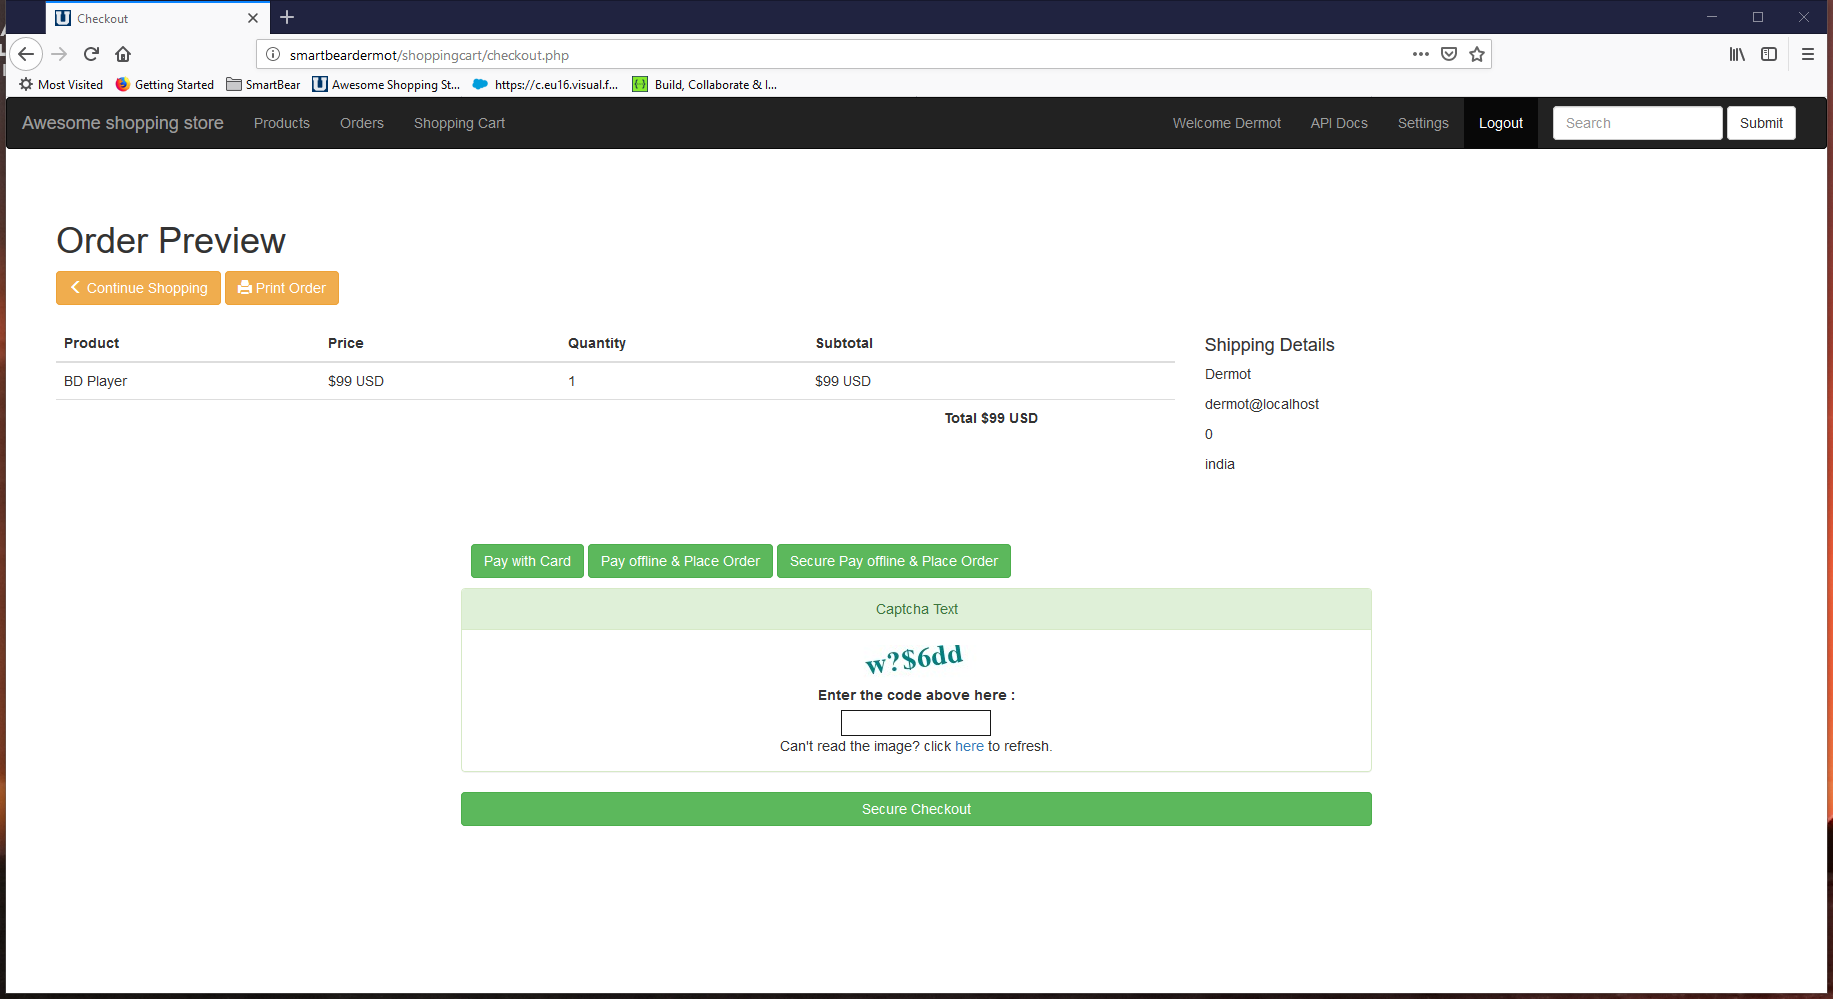 Checkout
smartbeardermot/shoppingcart/checkout.php
Most Visited Getting Started SmartBear Awesome Shopping St... https://c.eu16.visual.f... Build, Collaborate & I...
Awesome shopping store Products Orders Shopping Cart Welcome Dermot API Docs Settings Logout Search Submit
Order Preview
Continue Shopping Print Order
Product Price Quantity Subtotal
BD Player $99 USD 1 $99 USD
Total $99 USD
Shipping Details
Dermot
dermot@localhost
0
india
Pay with Card Pay offline & Place Order Secure Pay offline & Place Order
Captcha Text
w?$6dd
Enter the code above here :
Can't read the image? click here to refresh.
Secure Checkout